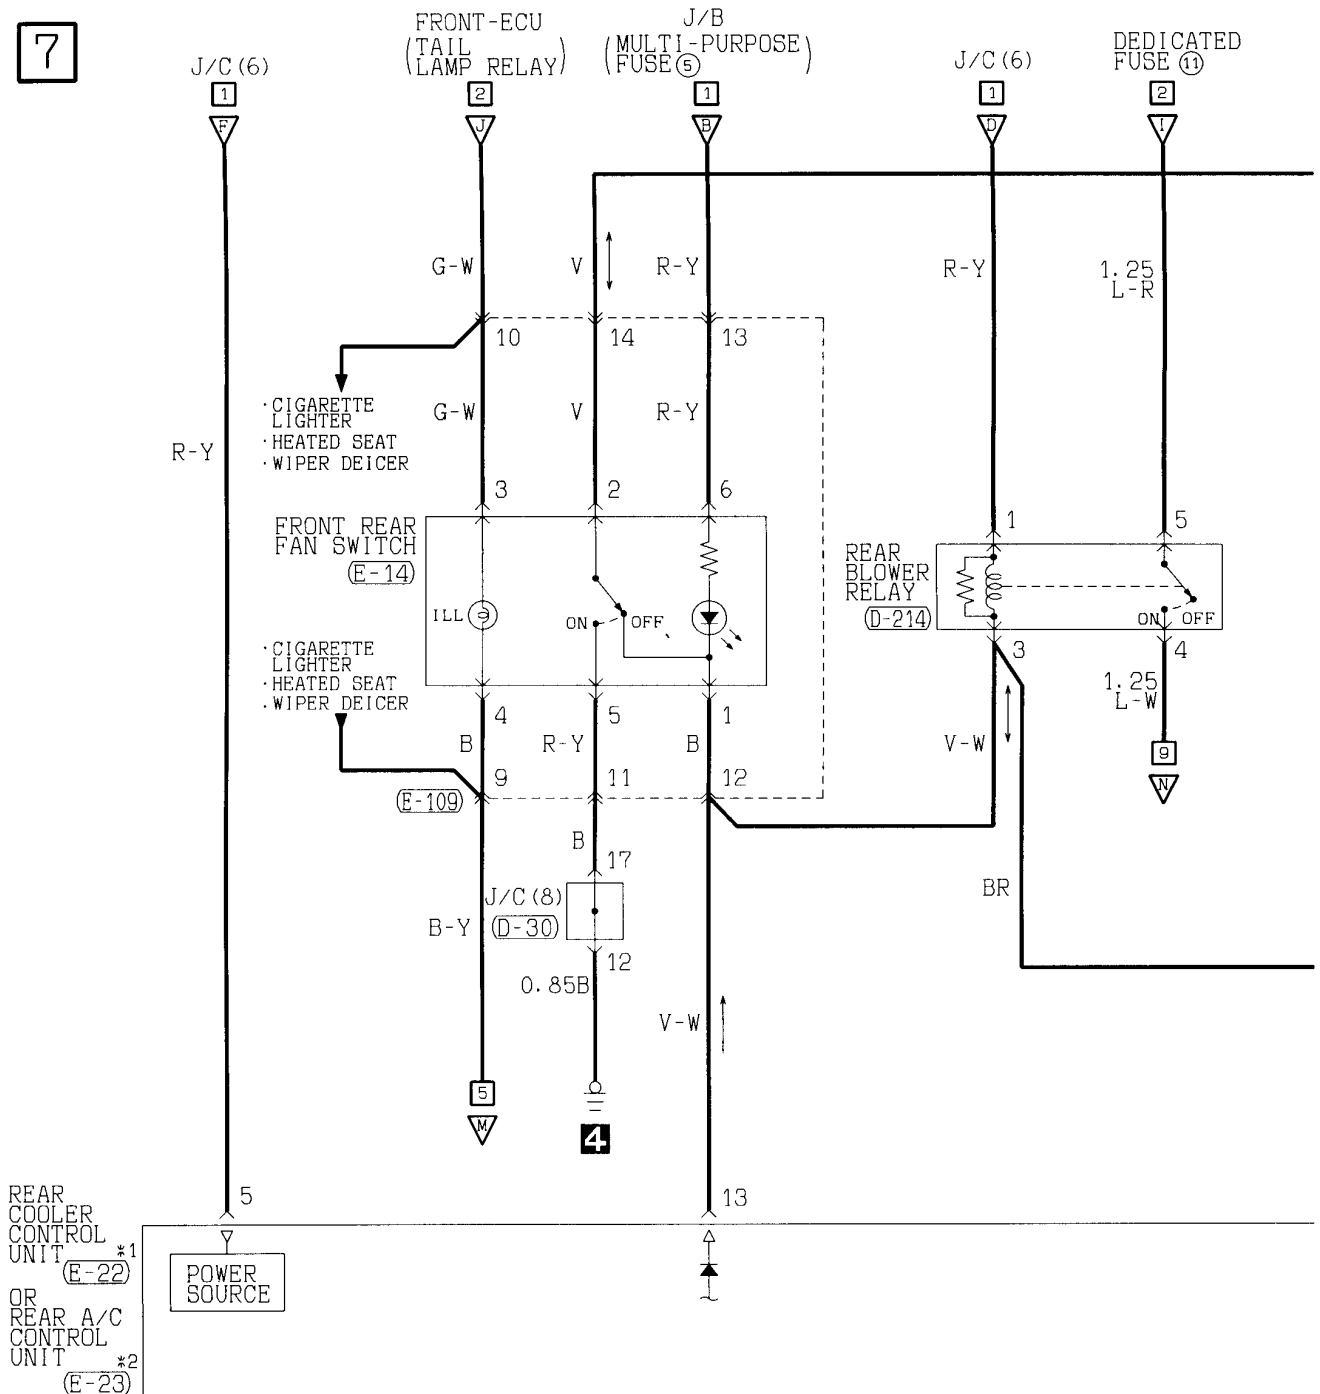 7
J/C(6)
1
F
FRONT-ECU
(TAIL
LAMP RELAY)
2
J
J/B
(MULTI-PURPOSE
FUSE⑤)
1
B
J/C(6)
1
D
DEDICATED
FUSE⑪
2
I
G-W
V
R-Y
R-Y
1.25
L-R
10
14
13
·CIGARETTE
LIGHTER
·HEATED SEAT
·WIPER DEICER
G-W
V
R-Y
R-Y
3
2
6
1
5
FRONT REAR
FAN SWITCH
(E-14)
ILL
ON
OFF
REAR
BLOWER
RELAY
(D-214)
ON
OFF
·CIGARETTE
LIGHTER
·HEATED SEAT
·WIPER DEICER
4
5
1
3
4
B
R-Y
B
V-W
1.25
L-W
9
N
9
11
12
(E-109)
B
17
J/C(8)
(D-30)
12
B-Y
0.85B
BR
V-W
5
M
4
5
13
REAR
COOLER
CONTROL
UNIT *1
(E-22)
OR
REAR A/C
CONTROL
UNIT *2
(E-23)
POWER
SOURCE